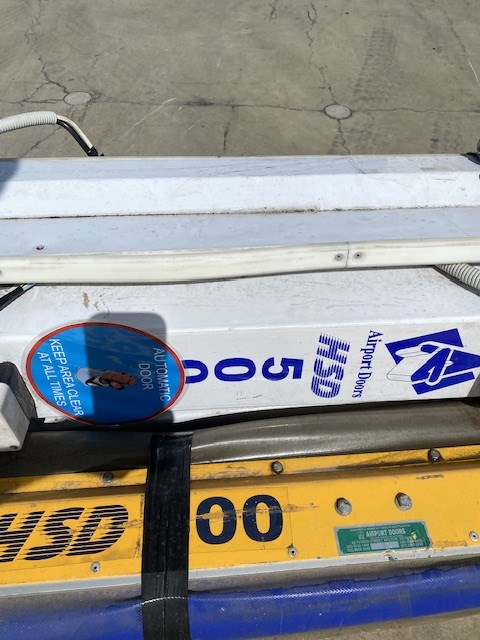 Airport Doors
HSD
500
AUTOMATIC
DOOR
KEEP AREA CLEAR
AT ALL TIMES
HSD
00
AIRPORT DOORS